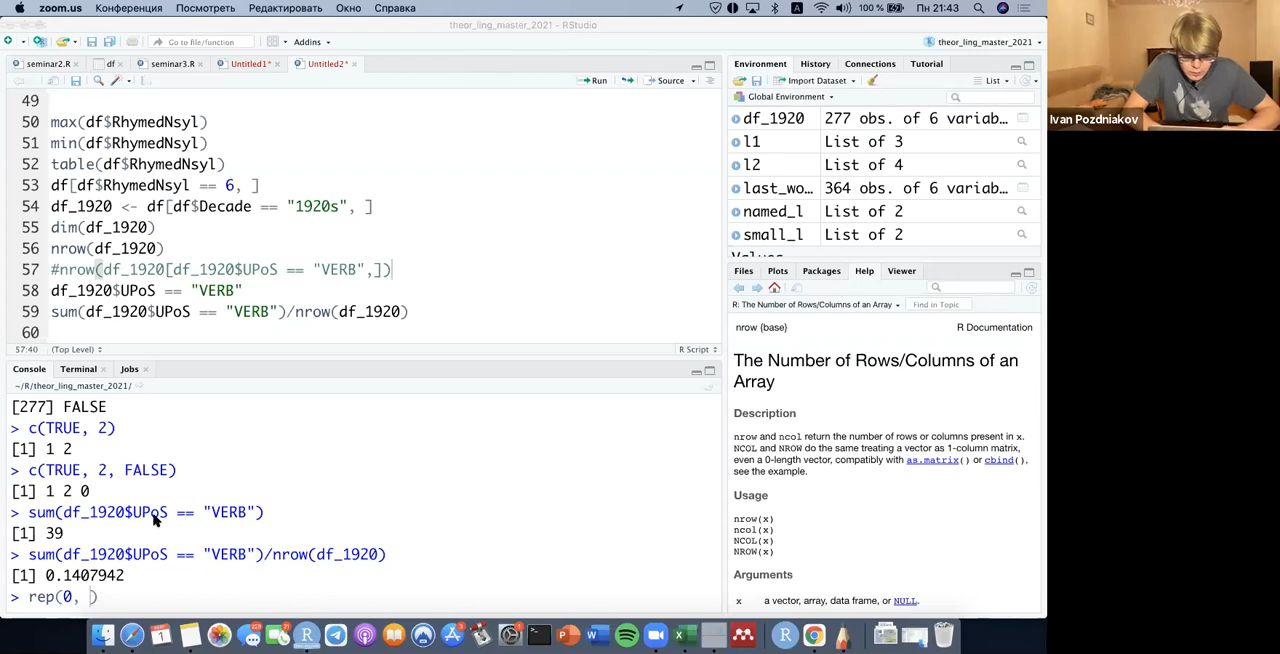 zoom.us Конференция Посмотреть Редактировать Окно Справка
100 % Пн 21:43
theor_ling_master_2021 - RStudio
Go to file/function Addins theor_ling_master_2021
seminar2.R × df × seminar3.R × Untitled1* × Untitled2* ×
Run Source
49
50 max(df$RhymedNsyl)
51 min(df$RhymedNsyl)
52 table(df$RhymedNsyl)
53 df[df$RhymedNsyl == 6, ]
54 df_1920 <- df[df$Decade == "1920s", ]
55 dim(df_1920)
56 nrow(df_1920)
57 #nrow(df_1920[df_1920$UPoS == "VERB",])
58 df_1920$UPoS == "VERB"
59 sum(df_1920$UPoS == "VERB")/nrow(df_1920)
60
57:40 (Top Level) R Script
Console Terminal × Jobs ×
~/R/theor_ling_master_2021/
[277] FALSE
> c(TRUE, 2)
[1] 1 2
> c(TRUE, 2, FALSE)
[1] 1 2 0
> sum(df_1920$UPoS == "VERB")
[1] 39
> sum(df_1920$UPoS == "VERB")/nrow(df_1920)
[1] 0.1407942
> rep(0, )
Environment History Connections Tutorial
Import Dataset List
Global Environment
df_1920 277 obs. of 6 variab…
l1 List of 3
l2 List of 4
last_wo… 364 obs. of 6 variab…
named_l List of 2
small_l List of 2
Values
Files Plots Packages Help Viewer
R: The Number of Rows/Columns of an Array Find in Topic
nrow {base} R Documentation
The Number of Rows/Columns of an
Array
Description
nrow and ncol return the number of rows or columns present in x.
NCOL and NROW do the same treating a vector as 1-column matrix,
even a 0-length vector, compatibly with as.matrix() or cbind(),
see the example.
Usage
nrow(x)
ncol(x)
NCOL(x)
NROW(x)
Arguments
x a vector, array, data frame, or NULL.
Ivan Pozdniakov